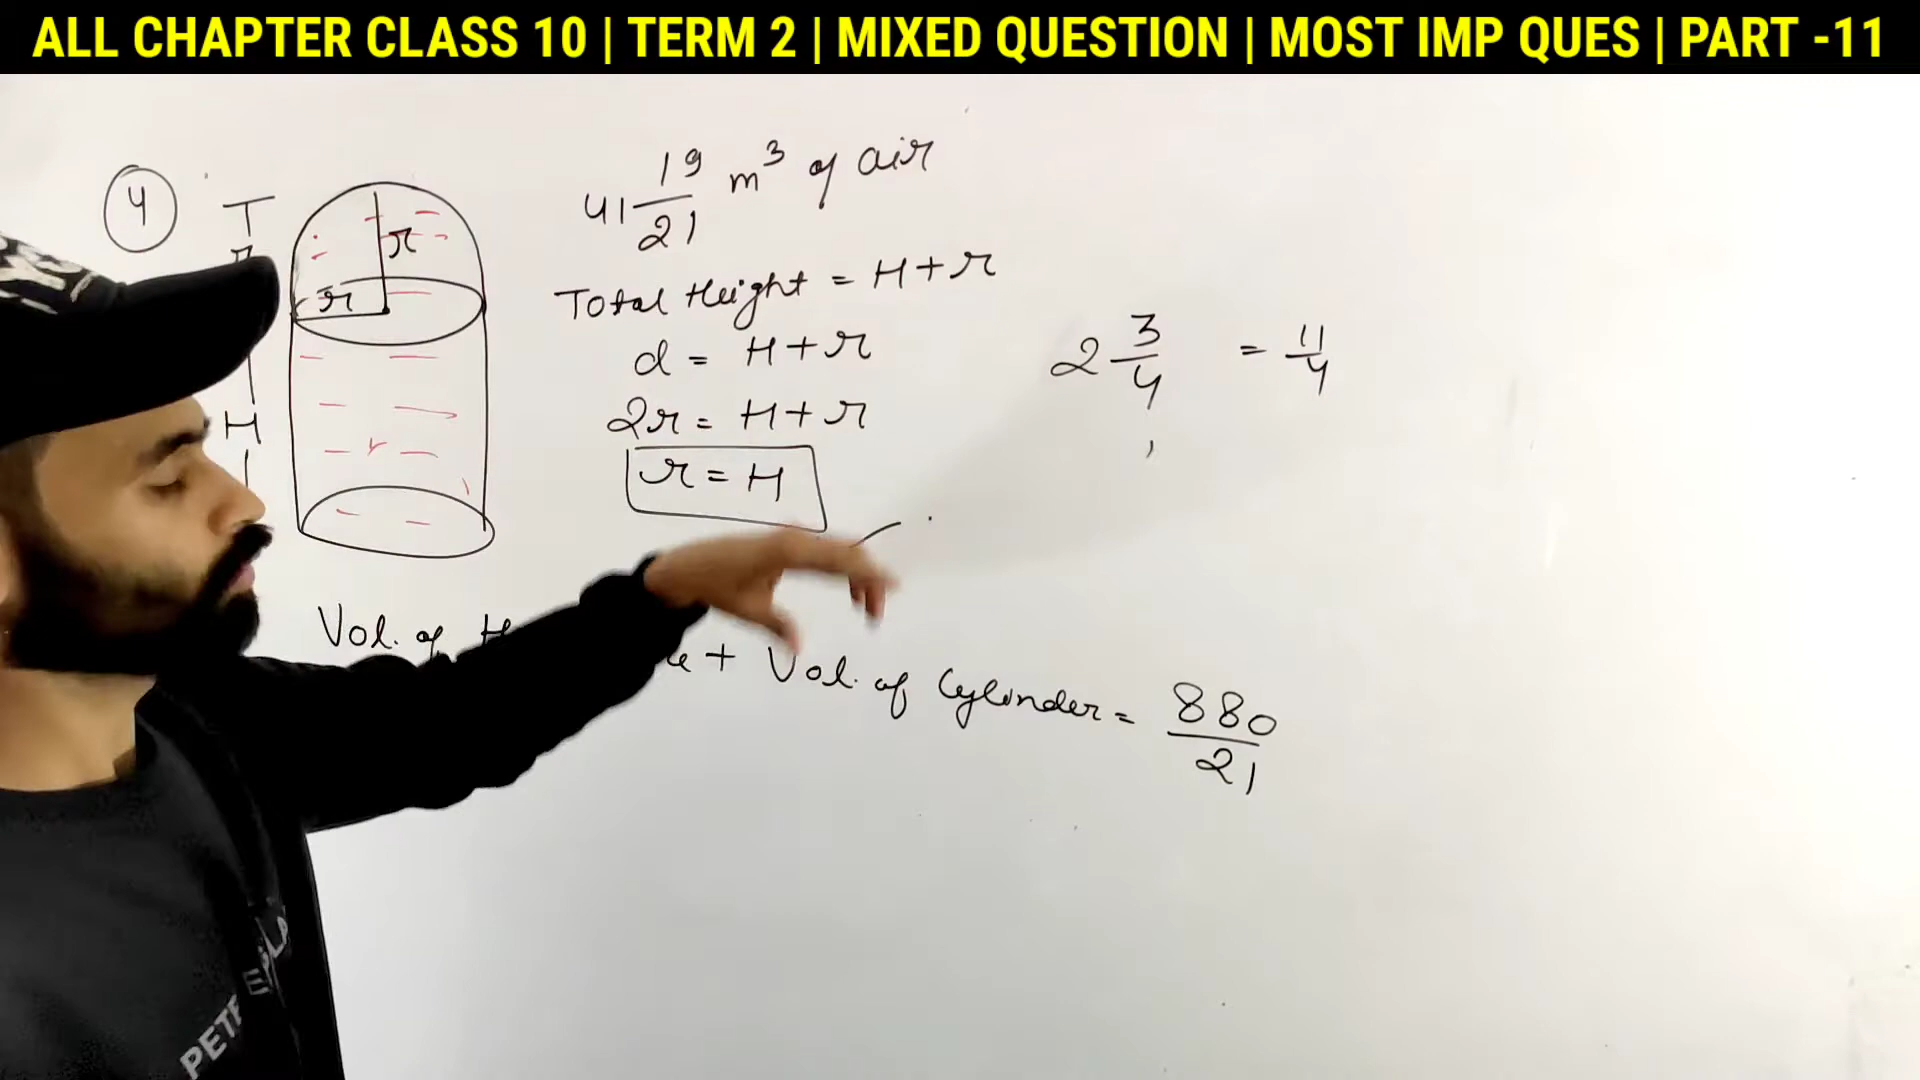 ALL CHAPTER CLASS 10 | TERM 2 | MIXED QUESTION | MOST IMP QUES | PART -11
4
T
H
r
r
41 19/21 m³ of air
Total Height = H+r
d = H+r
2r = H+r
r = H
2 3/4 = 11/4
Vol. of + Vol. of Cylinder = 880/21